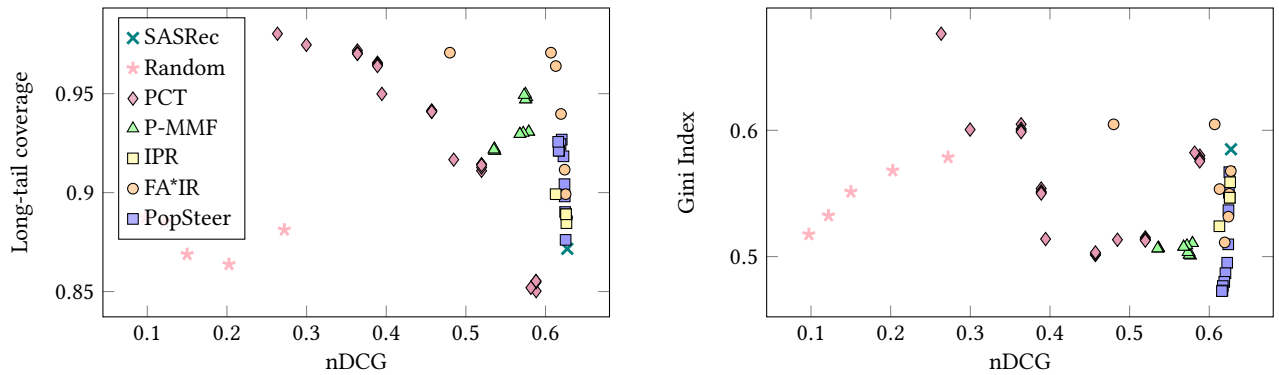 SASRec
Random
PCT
P-MMF
IPR
FA*IR
PopSteer
Long-tail coverage
0.95
0.9
0.85
0.1 0.2 0.3 0.4 0.5 0.6
nDCG
Gini Index
0.6
0.5
0.1 0.2 0.3 0.4 0.5 0.6
nDCG